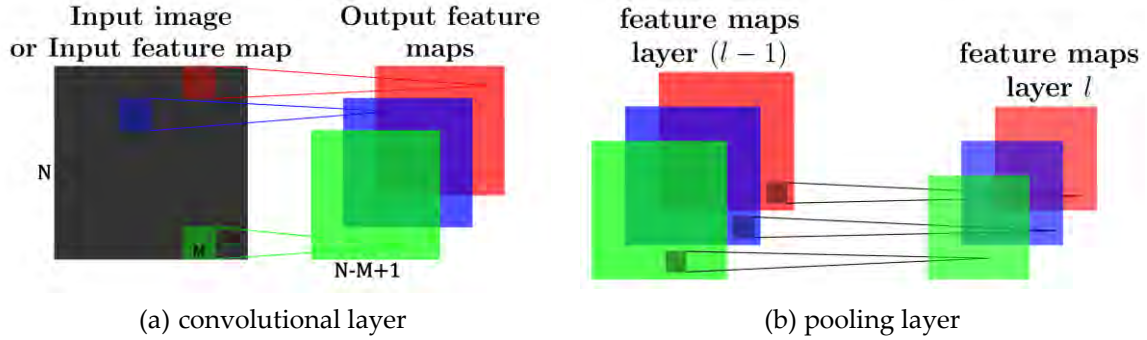 Input image
or Input feature map
Output feature
maps
N
M
N-M+1
(a) convolutional layer
feature maps
layer (l − 1)
feature maps
layer l
(b) pooling layer